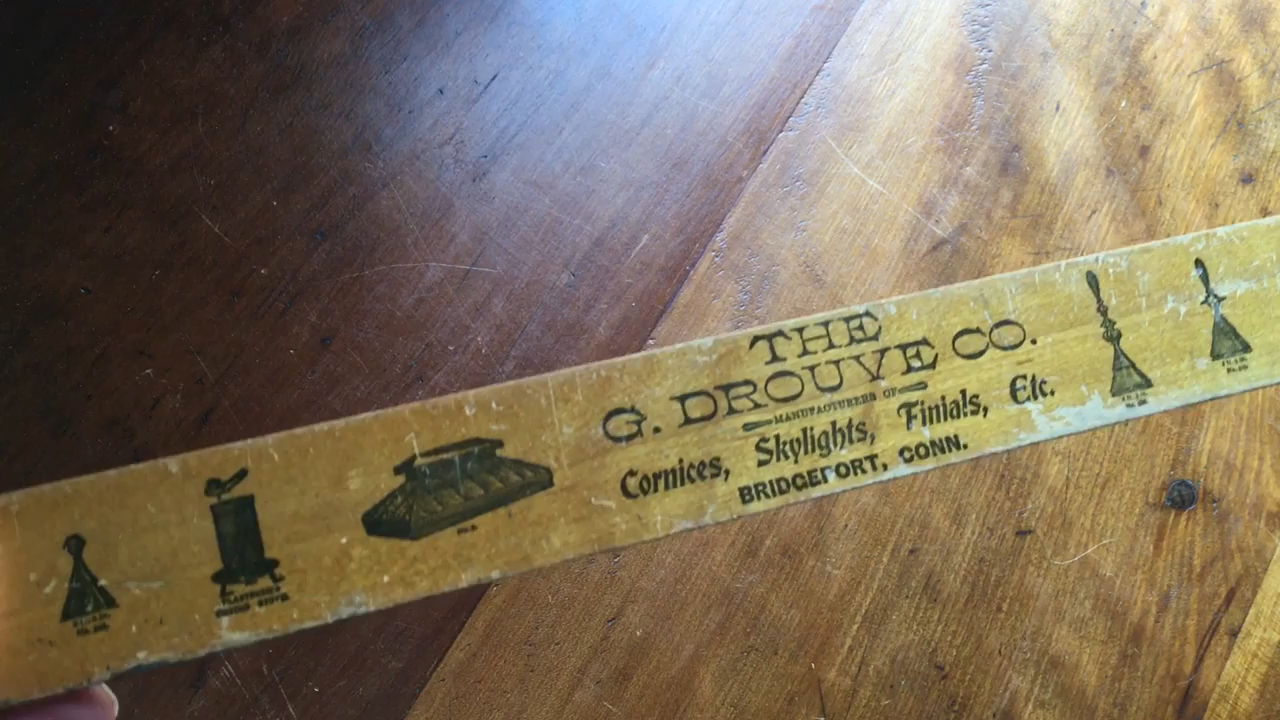 THE
G. DROUVE CO.
MANUFACTURERS OF
Cornices, Skylights, Finials, Etc.
BRIDGEPORT, CONN.